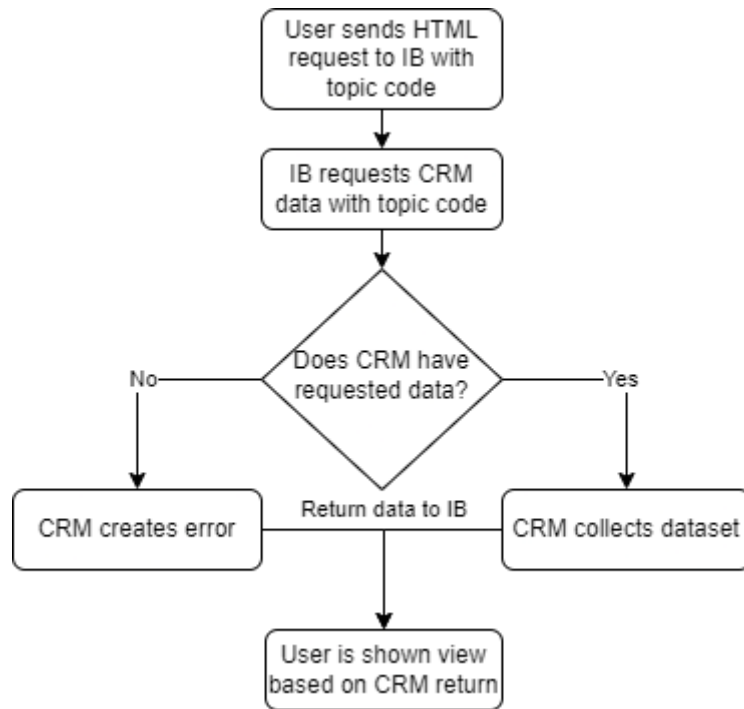 User sends HTML
request to IB with
topic code
IB requests CRM
data with topic code
Does CRM have
requested data?
No
Yes
CRM creates error
Return data to IB
CRM collects dataset
User is shown view
based on CRM return